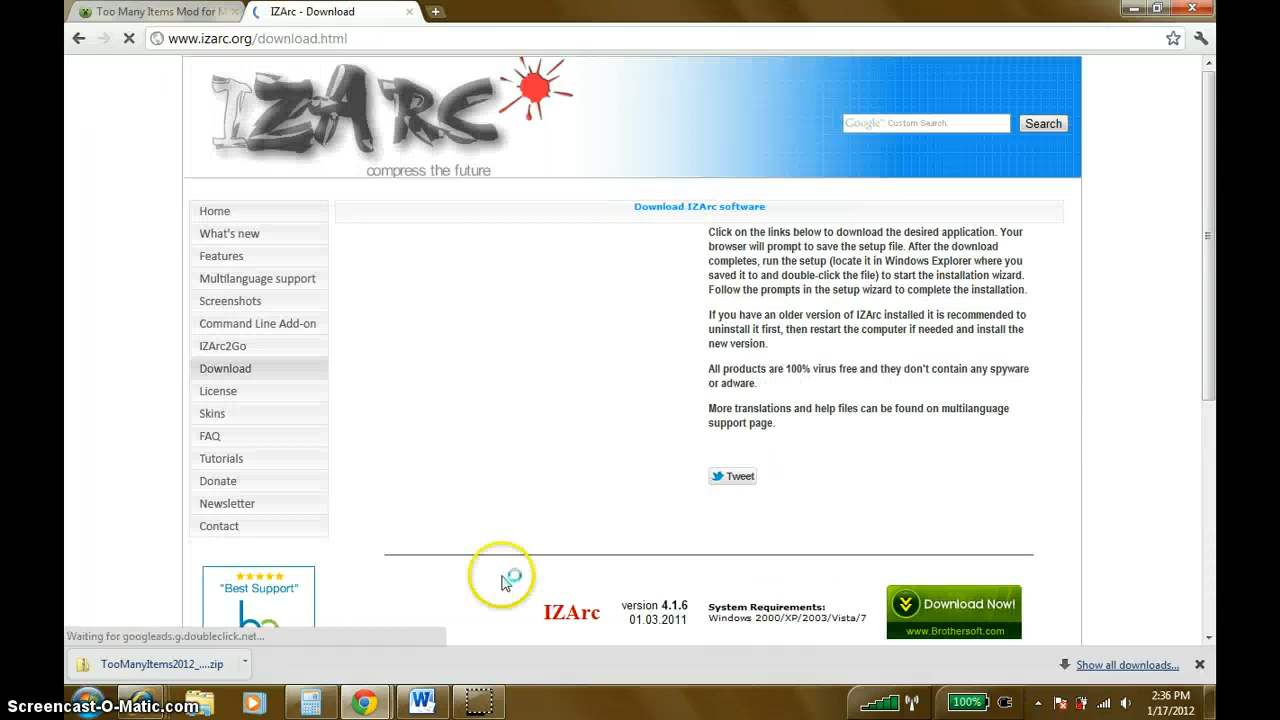 Too Many Items Mod for M
IZArc - Download
www.izarc.org/download.html
IZARC
compress the future
Google™ Custom Search
Search
Home
What's new
Features
Multilanguage support
Screenshots
Command Line Add-on
IZArc2Go
Download
License
Skins
FAQ
Tutorials
Donate
Newsletter
Contact
"Best Support"
Download IZArc software
Click on the links below to download the desired application. Your
browser will prompt to save the setup file. After the download
completes, run the setup (locate it in Windows Explorer where you
saved it to and double-click the file) to start the installation wizard.
Follow the prompts in the setup wizard to complete the installation.
If you have an older version of IZArc installed it is recommended to
uninstall it first, then restart the computer if needed and install the
new version.
All products are 100% virus free and they don't contain any spyware
or adware.
More translations and help files can be found on multilanguage
support page.
Tweet
IZArc
version 4.1.6
01.03.2011
System Requirements:
Windows 2000/XP/2003/Vista/7
Download Now!
www.Brothersoft.com
Waiting for googleads.g.doubleclick.net...
TooManyItems2012_....zip
Show all downloads...
Screencast-O-Matic.com
100%
2:36 PM
1/17/2012